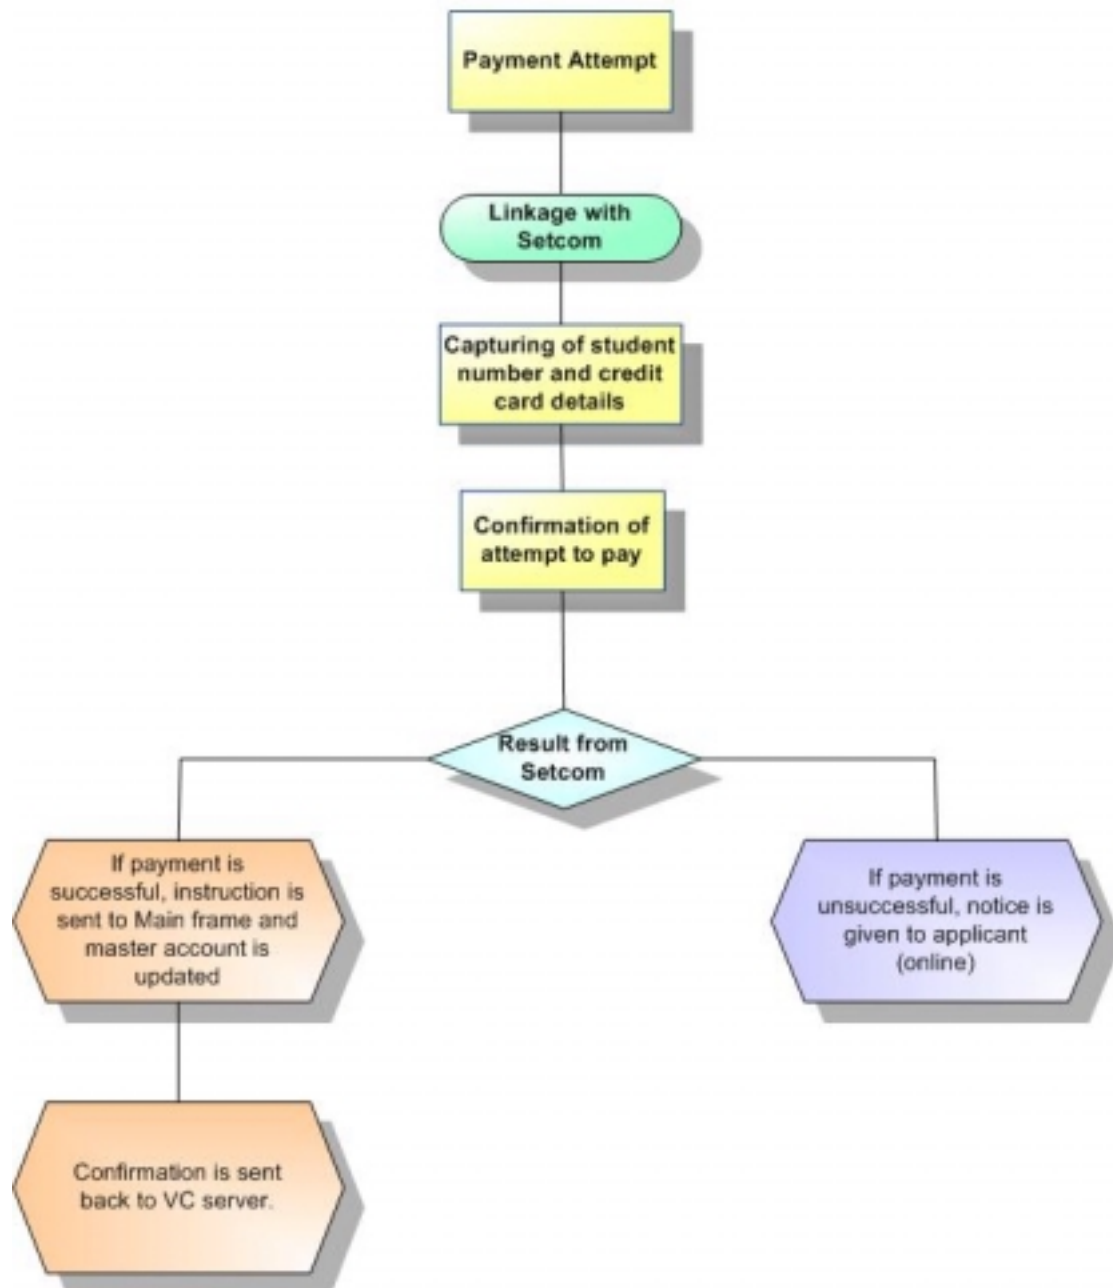 Payment Attempt
Linkage with
Setcom
Capturing of student
number and credit
card details
Confirmation of
attempt to pay
Result from
Setcom
If payment is
successful, instruction is
sent to Main frame and
master account is
updated
If payment is
unsuccessful, notice is
given to applicant
(online)
Confirmation is sent
back to VC server.